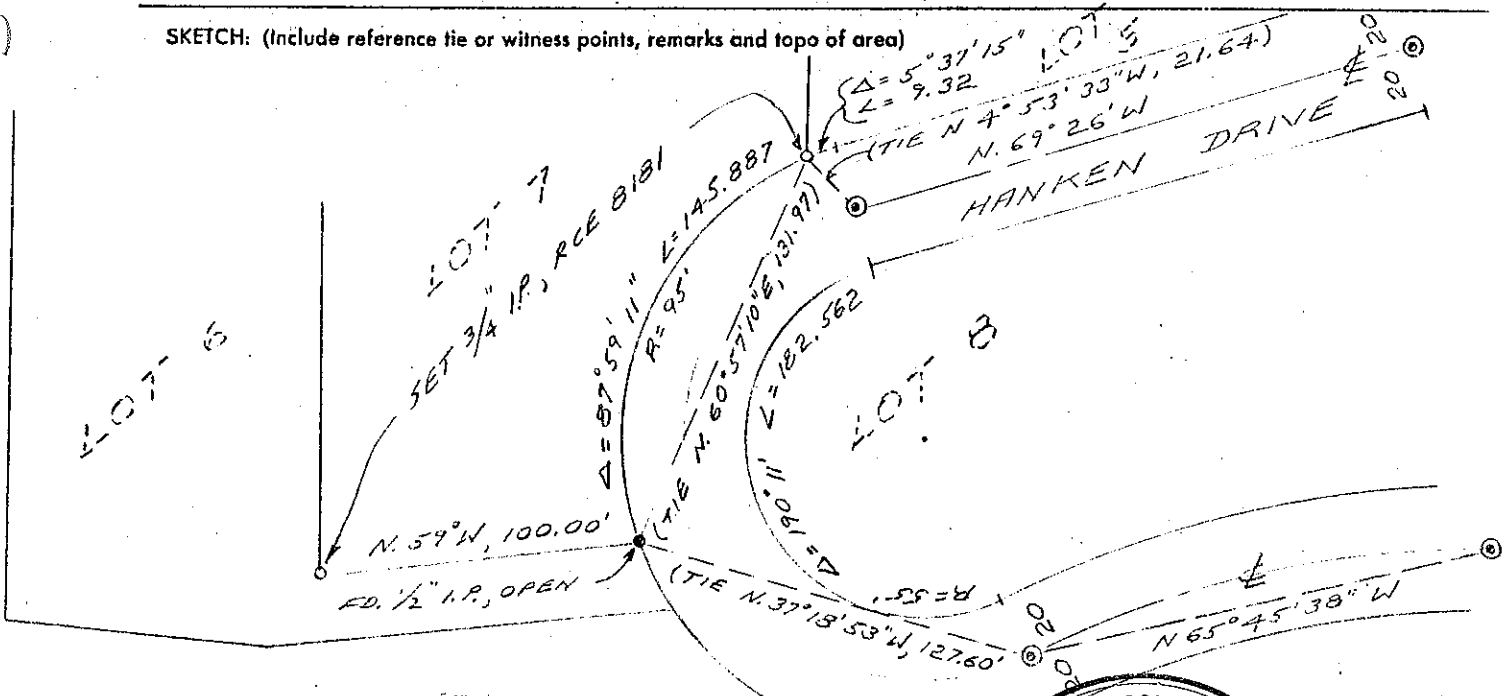 SKETCH: (Include reference tie or witness points, remarks and topo of area)
Δ = 5°37'15"
L = 9.32
LOT 5
(TIE N 4°53'33"W, 21.64)
N. 69°26'W
20
20
℄
HANKEN DRIVE
LOT 7
SET 3/4" I.P., RCE 8181
L=145.887
Δ=87°59'11"
R=95'
(TIE N. 60°57'10"E, 131.97)
L=182.562
Δ=190°11'
R=55'
LOT 8
LOT 6
N. 59°W, 100.00'
FD. 1/2" I.P., OPEN
(TIE N.37°18'53"W, 127.60'
20
20
℄
N 65°45'38" W